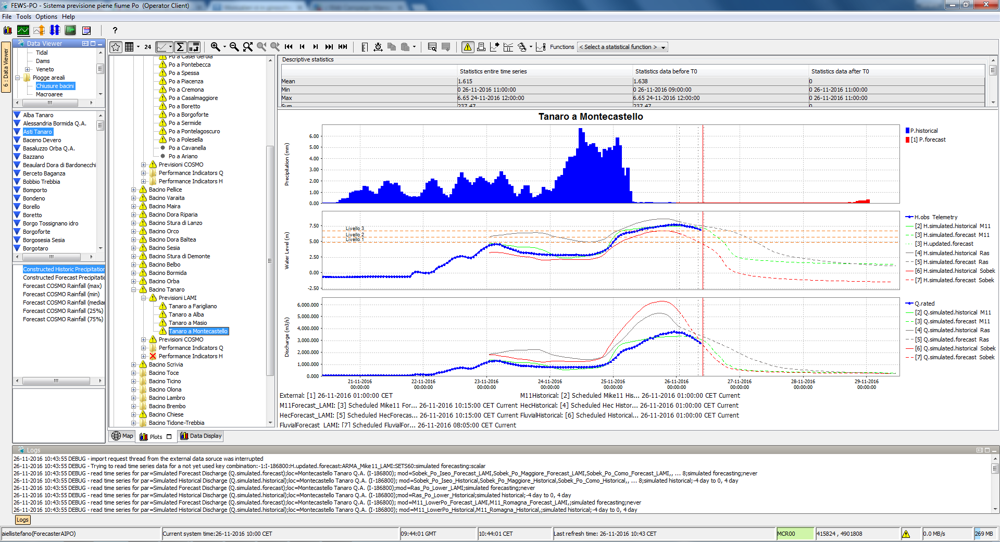 FEWS-PO - Sistema previsione piene fiume Po  (Operator Client)
File Tools Options Help
?
6 : Data Viewer
Data Viewer
Tidal
Dams
Veneto
Piogge areali
Chiusure bacini
Macroaree
Alba Tanaro
Alessandria Bormida Q.A.
Asti Tanaro
Baceno Devero
Basaluzzo Orba Q.A.
Bazzano
Beaulard Dora di Bardonecchi
Berceto Baganza
Bobbio Trebbia
Bomporto
Bondeno
Borello
Boretto
Borgo Tossignano idro
Borgoforte
Borgosesia Sesia
Borgotaro
Constructed Historic Precipitation
Constructed Forecast Precipitatio
Forecast COSMO Rainfall (max)
Forecast COSMO Rainfall (min)
Forecast COSMO Rainfall (media
Forecast COSMO Rainfall (25%)
Forecast COSMO Rainfall (75%)
24
Functions
< Select a statistical function >
Po a Casei Gerola
Po a Pontebecca
Po a Spessa
Po a Piacenza
Po a Cremona
Po a Casalmaggiore
Po a Boretto
Po a Borgoforte
Po a Sermide
Po a Pontelagoscuro
Po a Polesella
Po a Cavanella
Po a Ariano
Previsioni COSMO
Performance Indicators Q
Performance Indicators H
Bacino Pellice
Bacino Varaita
Bacino Maira
Bacino Dora Riparia
Bacino Stura di Lanzo
Bacino Orco
Bacino Dora Baltea
Bacino Sesia
Bacino Stura di Demonte
Bacino Belbo
Bacino Bormida
Bacino Orba
Bacino Tanaro
Previsioni LAMI
Tanaro a Farigliano
Tanaro a Alba
Tanaro a Masio
Tanaro a Montecastello
Previsioni COSMO
Performance Indicators Q
Performance Indicators H
Bacino Scrivia
Bacino Toce
Bacino Ticino
Bacino Olona
Bacino Lambro
Bacino Brembo
Bacino Chiese
Bacino Tidone-Trebbia
Map Plots Data Display
Descriptive statistics
Statistics entire time series Statistics data before T0 Statistics data after T0
Mean 1.615 1.638 0
Min 0 26-11-2016 11:00:00 0 26-11-2016 09:00:00 0 26-11-2016 11:00:00
Max 6.65 24-11-2016 12:00:00 6.65 24-11-2016 12:00:00 0 26-11-2016 11:00:00
Sum 237.47 237.47 0
Tanaro a Montecastello
Precipitation (mm)
6.00
5.00
4.00
3.00
2.00
1.00
0.00
P.historical
[1] P.forecast
Water Level (m)
7.50
5.00
2.50
0.00
-2.50
Livello 3
Livello 2
Livello 1
H.obs Telemetry
[2] H.simulated.historical M11
[3] H.simulated.forecast M11
[3] H.updated.forecast
[4] H.simulated.historical Ras
[5] H.simulated.forecast Ras
[6] H.simulated.historical Sobek
[7] H.simulated.forecast Sobek
Discharge (m3/s)
6,000.000
5,000.000
4,000.000
3,000.000
2,000.000
1,000.000
0.000
Q.rated
[2] Q.simulated.historical M11
[3] Q.simulated.forecast M11
[4] Q.simulated.historical Ras
[5] Q.simulated.forecast Ras
[6] Q.simulated.historical Sobek
[7] Q.simulated.forecast Sobek
21-11-2016 22-11-2016 23-11-2016 24-11-2016 25-11-2016 26-11-2016 27-11-2016 28-11-2016 29-11-2016
00:00:00 00:00:00 00:00:00 00:00:00 00:00:00 00:00:00 00:00:00 00:00:00 00:00:00
External: [1] 26-11-2016 01:00:00 CET M11Historical: [2] Scheduled Mike11 His... 26-11-2016 01:00:00 CET Current
M11Forecast_LAMI: [3] Scheduled Mike11 For... 26-11-2016 10:15:00 CET Current HecHistorical: [4] Scheduled Hec Histor... 26-11-2016 01:00:00 CET Current
HecForecast_LAMI: [5] Scheduled HecForecas... 26-11-2016 10:15:00 CET Current FluvialHistorical: [6] Scheduled Historical... 26-11-2016 01:00:00 CET Current
FluvialForecast_LAMI: [7] Scheduled FluvialFor... 26-11-2016 08:05:00 CET Current
Logs
26-11-2016 10:43:55 DEBUG - import request thread from the external data soruce was interrupted
26-11-2016 10:43:55 DEBUG - Trying to read time series data for a not yet used key combination:-1:I-186800:H.updated.forecast:ARMA_Mike11_LAMI:SETS60:simulated forecasting:scalar
26-11-2016 10:43:55 DEBUG - read time series for par=Simulated Forecast Discharge (Q.simulated.forecast);loc=Montecastello Tanaro Q.A. (I-186800); mod=Sobek_Po_Iseo_Forecast_LAMI,Sobek_Po_Maggiore_Forecast_LAMI,Sobek_Po_Como_Forecast_LAMI,, ... 8;simulated forecasting;never
26-11-2016 10:43:55 DEBUG - read time series for par=Simulated Historical Discharge (Q.simulated.historical);loc=Montecastello Tanaro Q.A. (I-186800); mod=Sobek_Po_Iseo_Historical,Sobek_Po_Maggiore_Historical,Sobek_Po_Como_Historical,, ... 8;simulated historical;-4 day to 0, 4 day
26-11-2016 10:43:55 DEBUG - read time series for par=Simulated Forecast Discharge (Q.simulated.forecast);loc=Montecastello Tanaro Q.A. (I-186800);mod=Ras_Po_Lower_LAMI;simulated forecasting;never
26-11-2016 10:43:55 DEBUG - read time series for par=Simulated Historical Discharge (Q.simulated.historical);loc=Montecastello Tanaro Q.A. (I-186800);mod=Ras_Po_Lower_Historical;simulated historical;-4 day to 0, 4 day
26-11-2016 10:43:55 DEBUG - read time series for par=Simulated Forecast Discharge (Q.simulated.forecast);loc=Montecastello Tanaro Q.A. (I-186800); mod=M11_LowerPo_Forecast_LAMI,M11_Romagna_Forecast_LAMI,;simulated forecasting;never
26-11-2016 10:43:55 DEBUG - read time series for par=Simulated Historical Discharge (Q.simulated.historical);loc=Montecastello Tanaro Q.A. (I-186800); mod=M11_LowerPo_Historical,M11_Romagna_Historical,;simulated historical;-4 day to 0, 4 day
Logs
aiellistefano(ForecasterAIPO) Current system time:26-11-2016 10:00 CET 09:44:01 GMT 10:44:01 CET Last refresh time: 26-11-2016 10:43 CET MCR00 415824 , 4901808 0.0 MB/s 269 MB